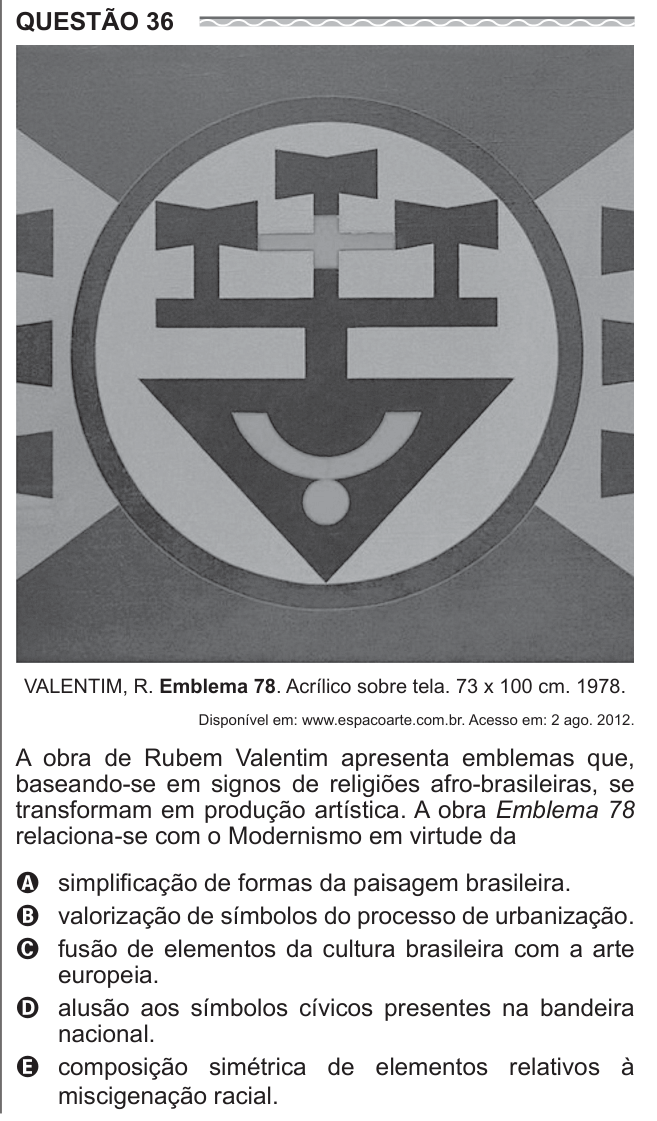 QUESTÃO 36
VALENTIM, R. Emblema 78. Acrílico sobre tela. 73 x 100 cm. 1978.
Disponível em: www.espacoarte.com.br. Acesso em: 2 ago. 2012.
A obra de Rubem Valentim apresenta emblemas que,
baseando-se em signos de religiões afro-brasileiras, se
transformam em produção artística. A obra Emblema 78
relaciona-se com o Modernismo em virtude da
A simplificação de formas da paisagem brasileira.
B valorização de símbolos do processo de urbanização.
C fusão de elementos da cultura brasileira com a arte
europeia.
D alusão aos símbolos cívicos presentes na bandeira
nacional.
E composição simétrica de elementos relativos à
miscigenação racial.